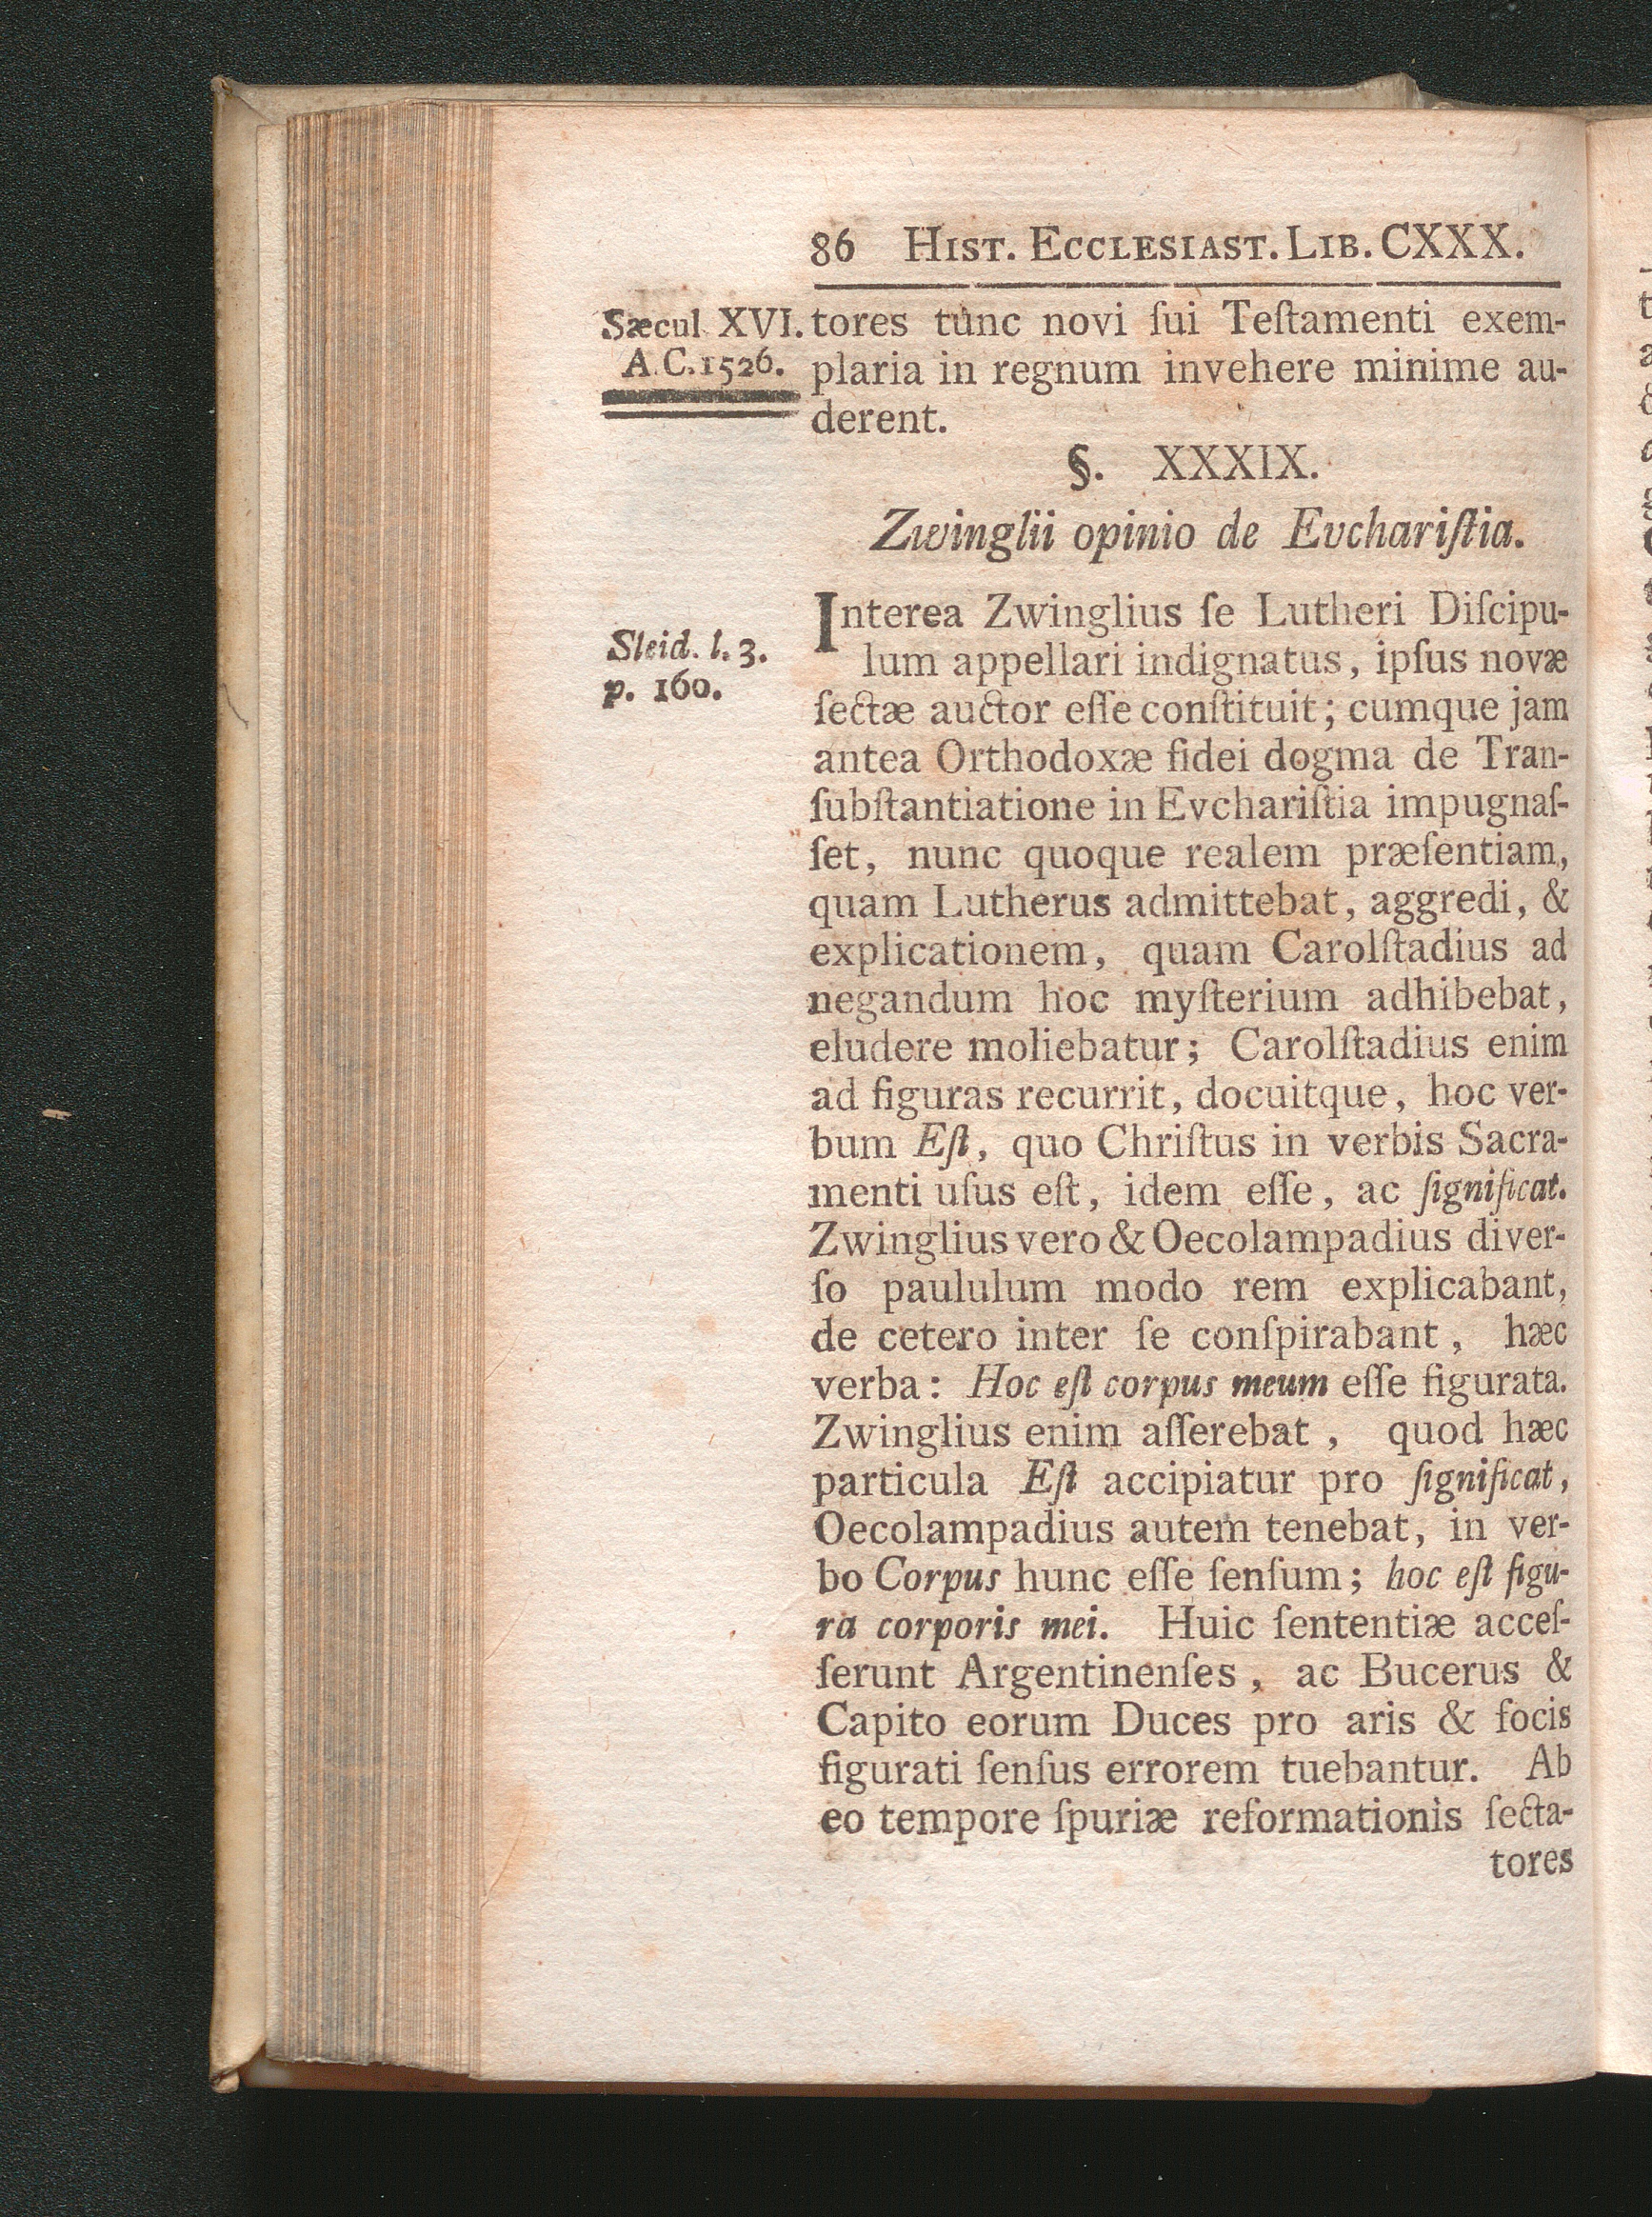 86 HIST. ECCLESIAST. LIB. CXXX.
Sæcul. XVI.
A.C. 1526.
tores tunc novi ſui Teſtamenti exem-
plaria in regnum invehere minime au-
derent.
§. XXXIX.
Zwinglii opinio de Evchariſtia.
Sleid. l. 3.
p. 160.
Interea Zwinglius ſe Lutheri Diſcipu-
lum appellari indignatus, ipſus novæ
ſectæ auctor eſſe conſtituit; cumque jam
antea Orthodoxæ fidei dogma de Tran-
ſubſtantiatione in Evchariſtia impugnaſ-
ſet, nunc quoque realem præſentiam,
quam Lutherus admittebat, aggredi, &
explicationem, quam Carolſtadius ad
negandum hoc myſterium adhibebat,
eludere moliebatur; Carolſtadius enim
ad figuras recurrit, docuitque, hoc ver-
bum Eſt, quo Chriſtus in verbis Sacra-
menti uſus eſt, idem eſſe, ac ſignificat.
Zwinglius vero & Oecolampadius diver-
ſo paululum modo rem explicabant,
de cetero inter ſe conſpirabant, hæc
verba: Hoc eſt corpus meum eſſe figurata.
Zwinglius enim aſſerebat, quod hæc
particula Eſt accipiatur pro ſignificat,
Oecolampadius autem tenebat, in ver-
bo Corpus hunc eſſe ſenſum; hoc eſt figu-
ra corporis mei. Huic ſententiæ acceſ-
ſerunt Argentinenſes, ac Bucerus &
Capito eorum Duces pro aris & focis
figurati ſenſus errorem tuebantur. Ab
eo tempore ſpuriæ reformationis ſecta-
tores